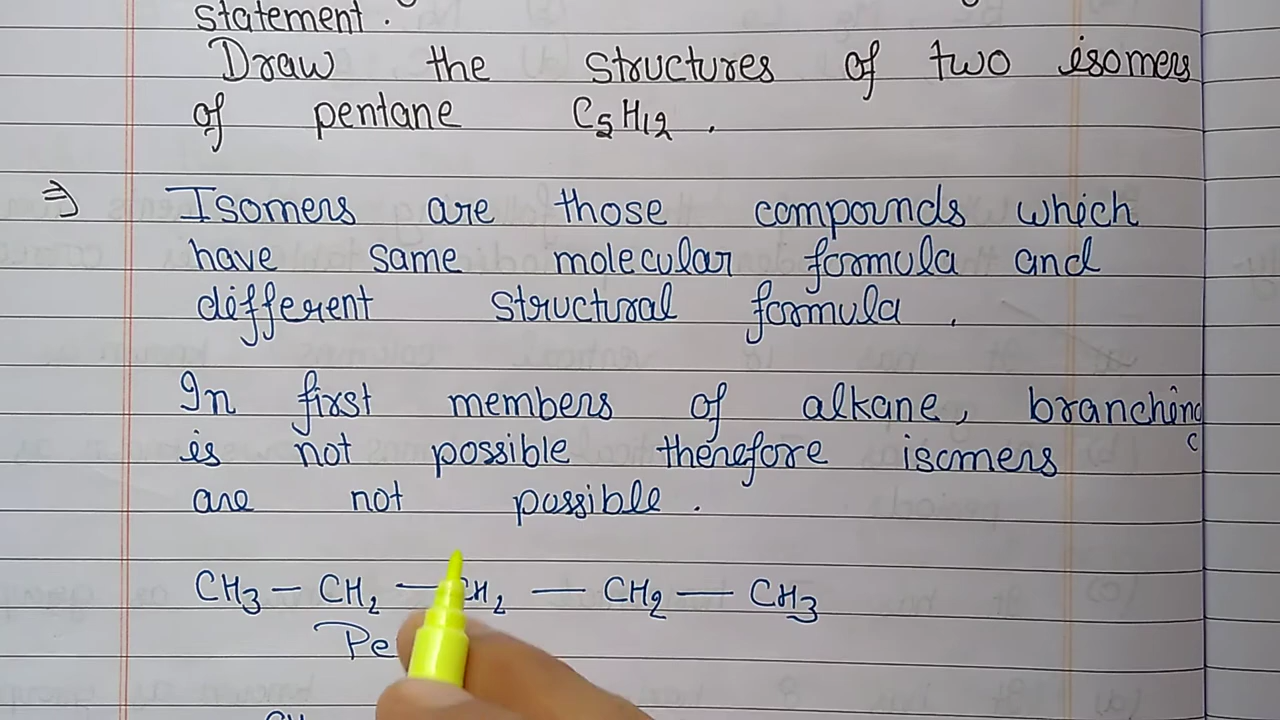 statement.
Draw the structures of two isomers
of pentane C5H12.
⇒ Isomers are those compounds which
have same molecular formula and
different structural formula.
In first members of alkane, branching
is not possible therefore isomers
are not possible.
CH3 — CH2 — CH2 — CH2 — CH3
Pe